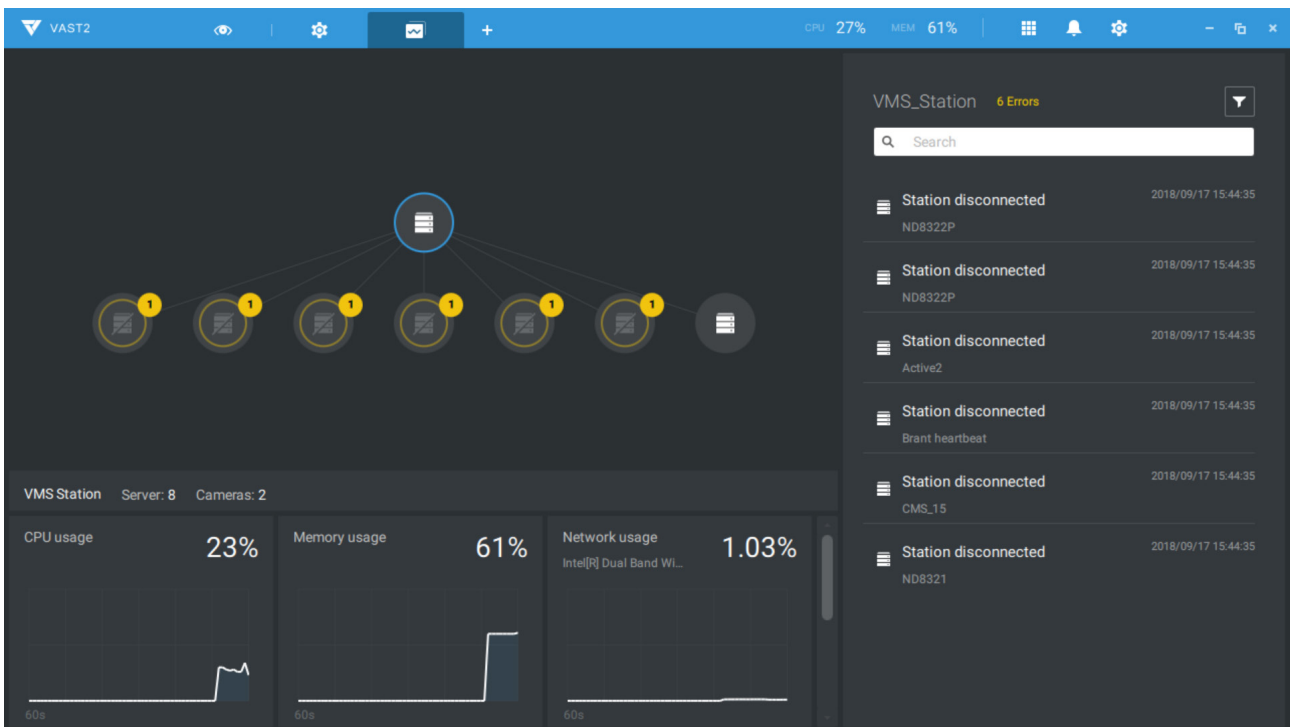 VAST2
CPU 27% MEM 61%
1 1 1 1 1 1
VMS Station Server: 8 Cameras: 2
CPU usage 23%
60s
Memory usage 61%
60s
Network usage 1.03%
Intel[R] Dual Band Wi...
60s
VMS_Station 6 Errors
Search
Station disconnected 2018/09/17 15:44:35
ND8322P
Station disconnected 2018/09/17 15:44:35
ND8322P
Station disconnected 2018/09/17 15:44:35
Active2
Station disconnected 2018/09/17 15:44:35
Brant heartbeat
Station disconnected 2018/09/17 15:44:35
CMS_15
Station disconnected 2018/09/17 15:44:35
ND8321